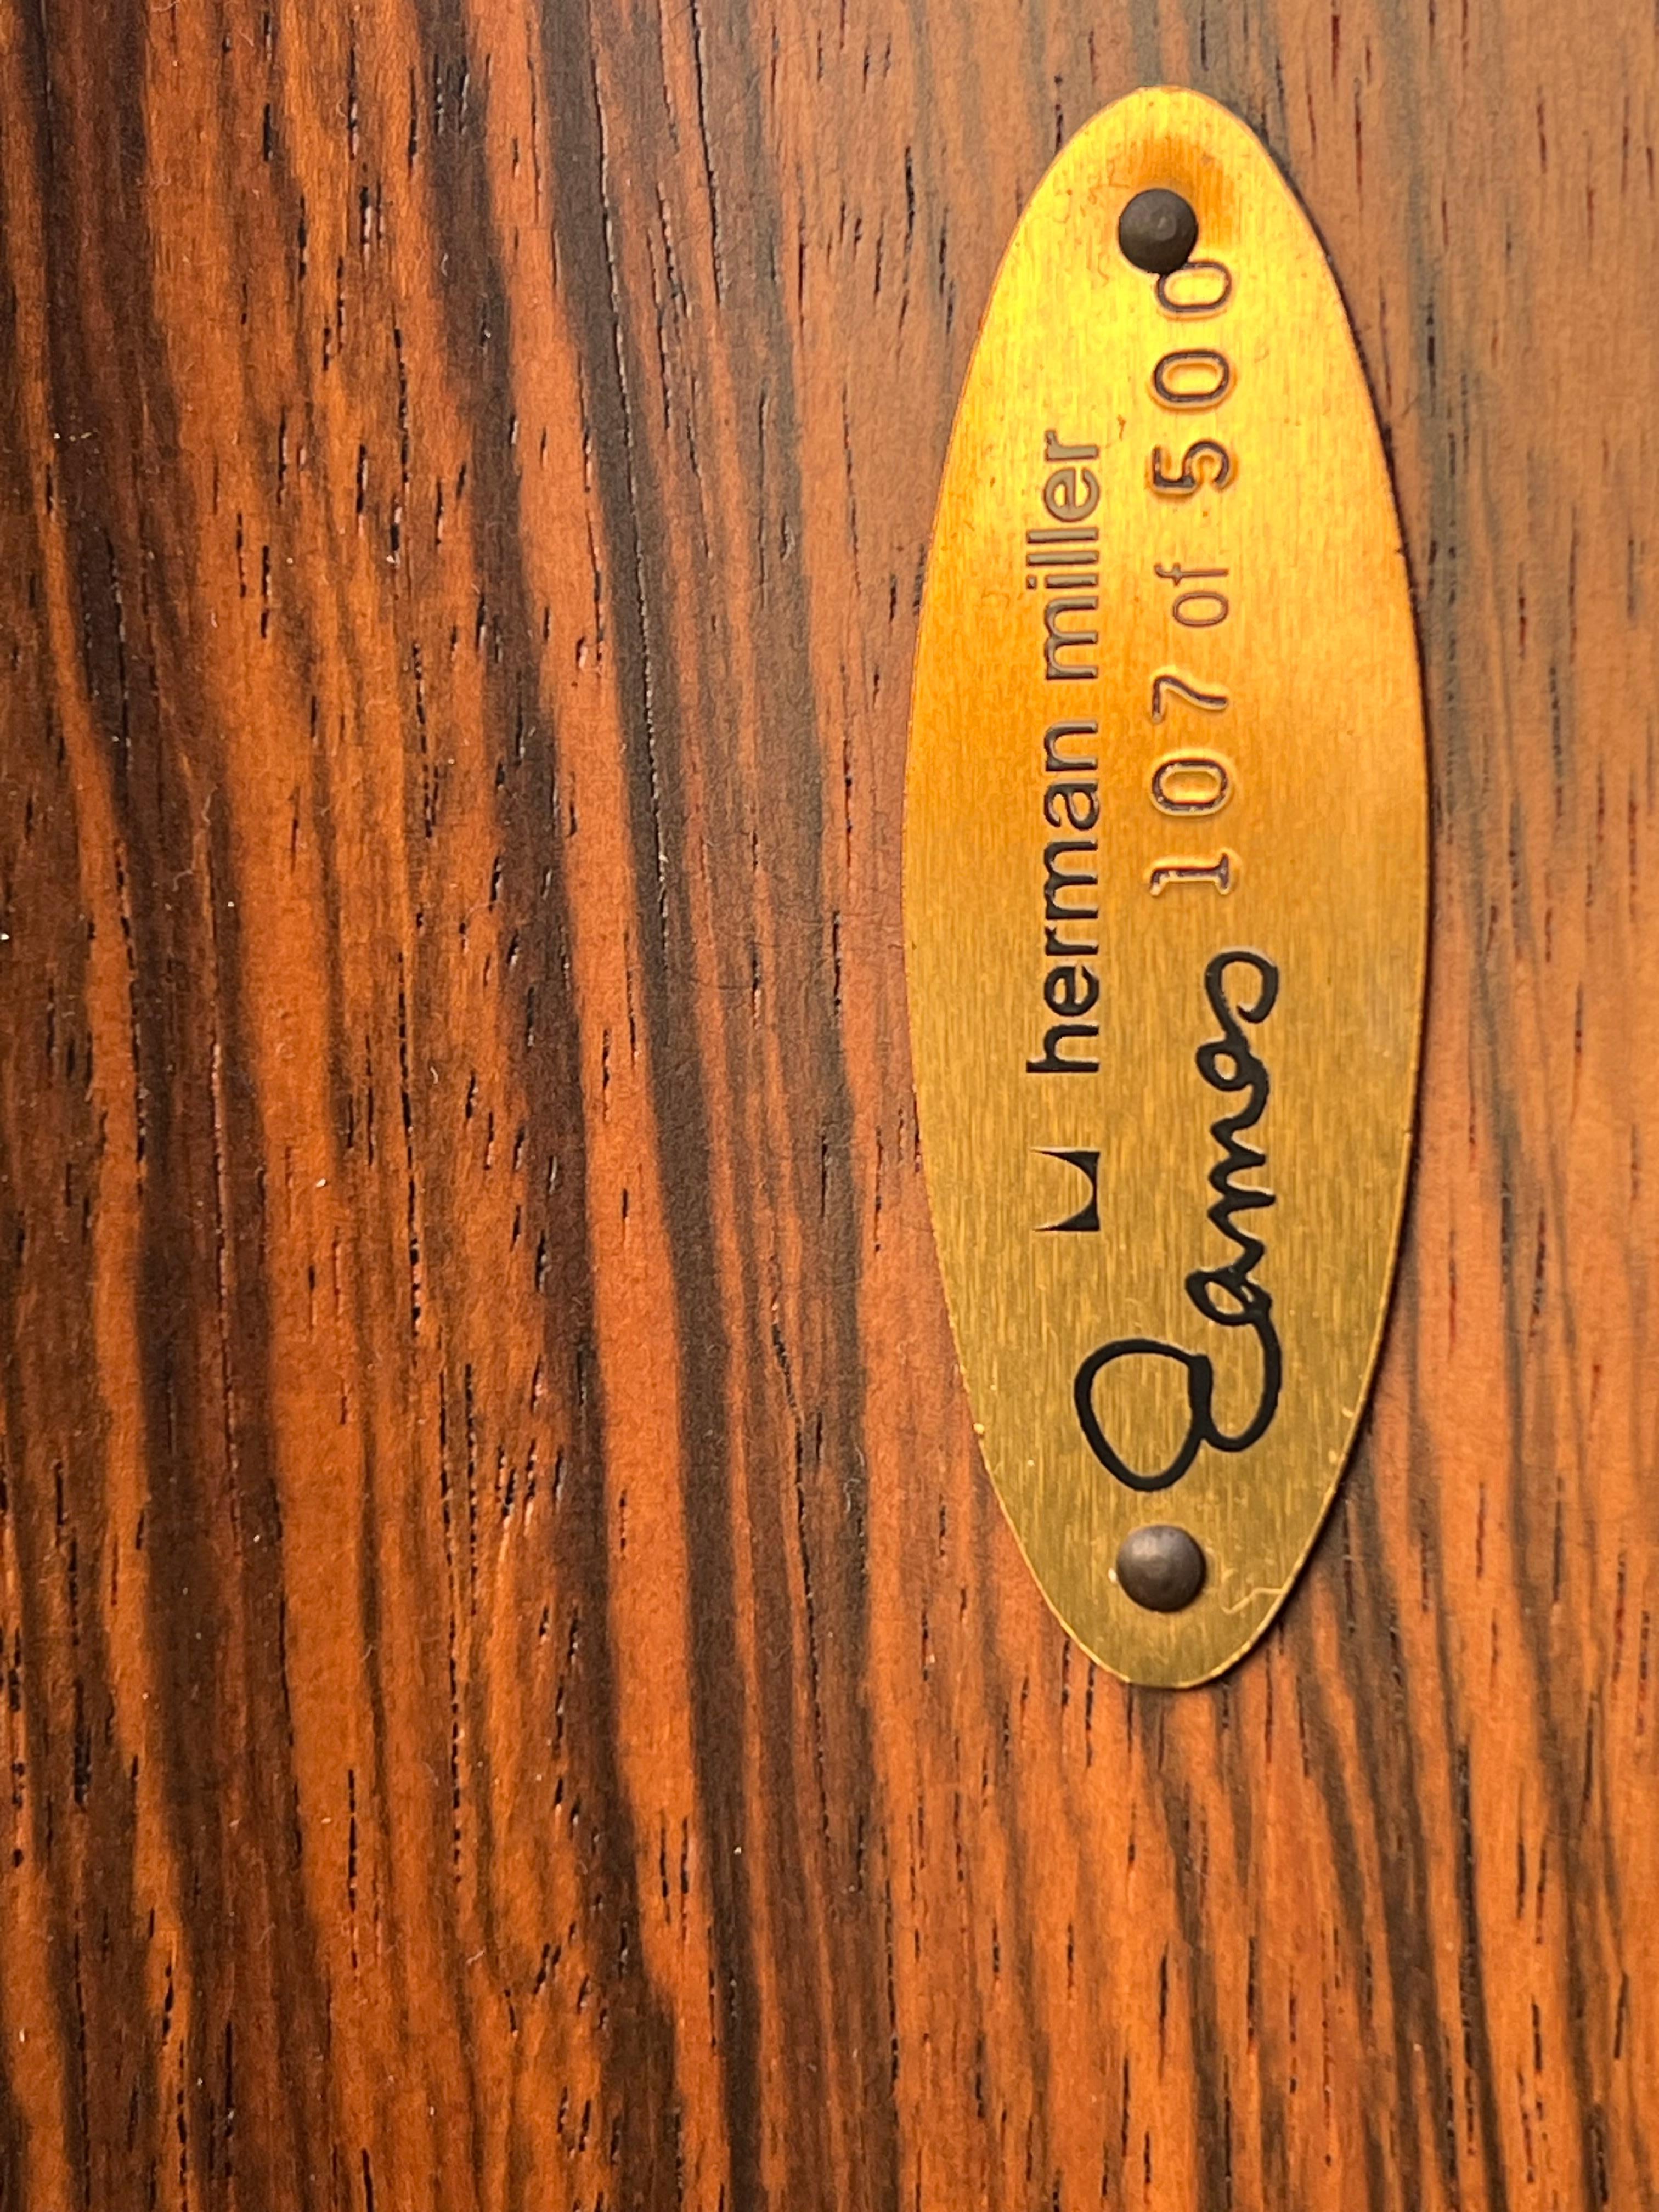 herman miller
Eames 107 of 500